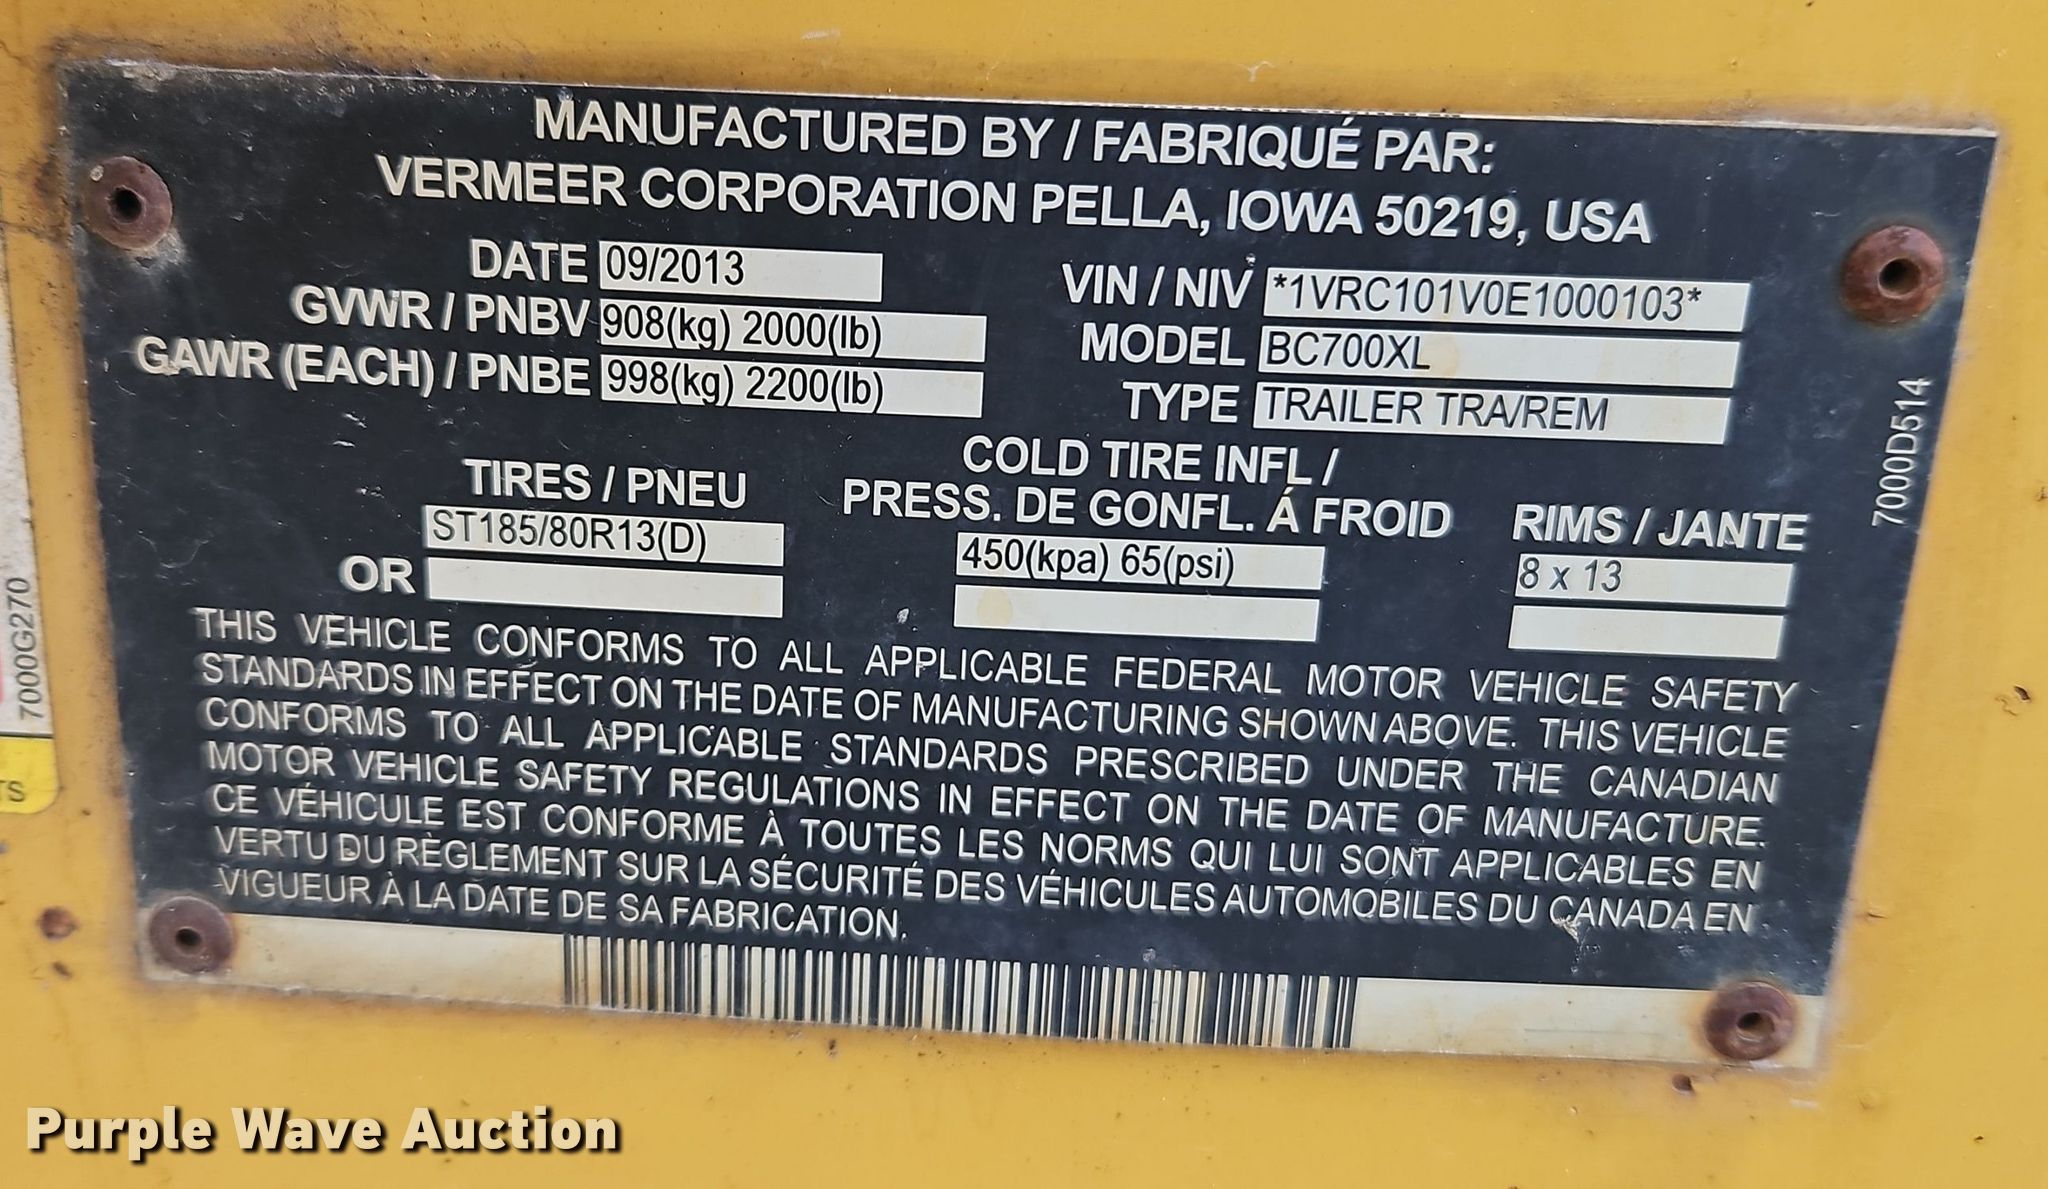 MANUFACTURED BY / FABRIQUÉ PAR:
VERMEER CORPORATION PELLA, IOWA 50219, USA
DATE 09/2013
VIN / NIV *1VRC101V0E1000103*
GVWR / PNBV 908(kg) 2000(lb)
MODEL BC700XL
GAWR (EACH) / PNBE 998(kg) 2200(lb)
TYPE TRAILER TRA/REM
TIRES / PNEU
COLD TIRE INFL /
PRESS. DE GONFL. Á FROID
RIMS / JANTE
ST185/80R13(D)
450(kpa) 65(psi)
8 x 13
OR
THIS VEHICLE CONFORMS TO ALL APPLICABLE FEDERAL MOTOR VEHICLE SAFETY
STANDARDS IN EFFECT ON THE DATE OF MANUFACTURING SHOWN ABOVE. THIS VEHICLE
CONFORMS TO ALL APPLICABLE STANDARDS PRESCRIBED UNDER THE CANADIAN
MOTOR VEHICLE SAFETY REGULATIONS IN EFFECT ON THE DATE OF MANUFACTURE.
CE VÉHICULE EST CONFORME À TOUTES LES NORMS QUI LUI SONT APPLICABLES EN
VERTU DU RÈGLEMENT SUR LA SÉCURITÉ DES VÉHICULES AUTOMOBILES DU CANADA EN
VIGUEUR À LA DATE DE SA FABRICATION.
7000D514
7000G270
TS
Purple Wave Auction